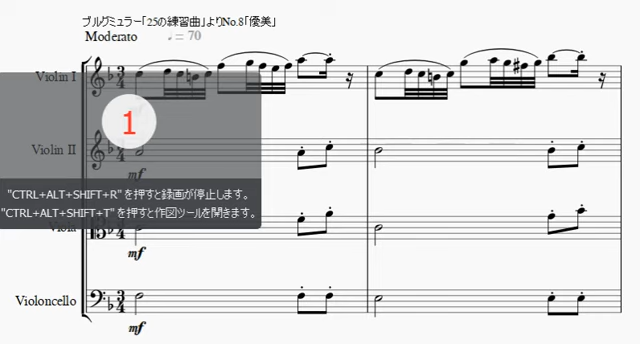 ブルグミュラー「25の練習曲」よりNo.8「優美」
Moderato ♩ = 70
Violin I
1
Violin II
"CTRL+ALT+SHIFT+R" を押すと録画が停止します。
"CTRL+ALT+SHIFT+T" を押すと作図ツールを開きます。
Viola
mf
Violoncello
mf